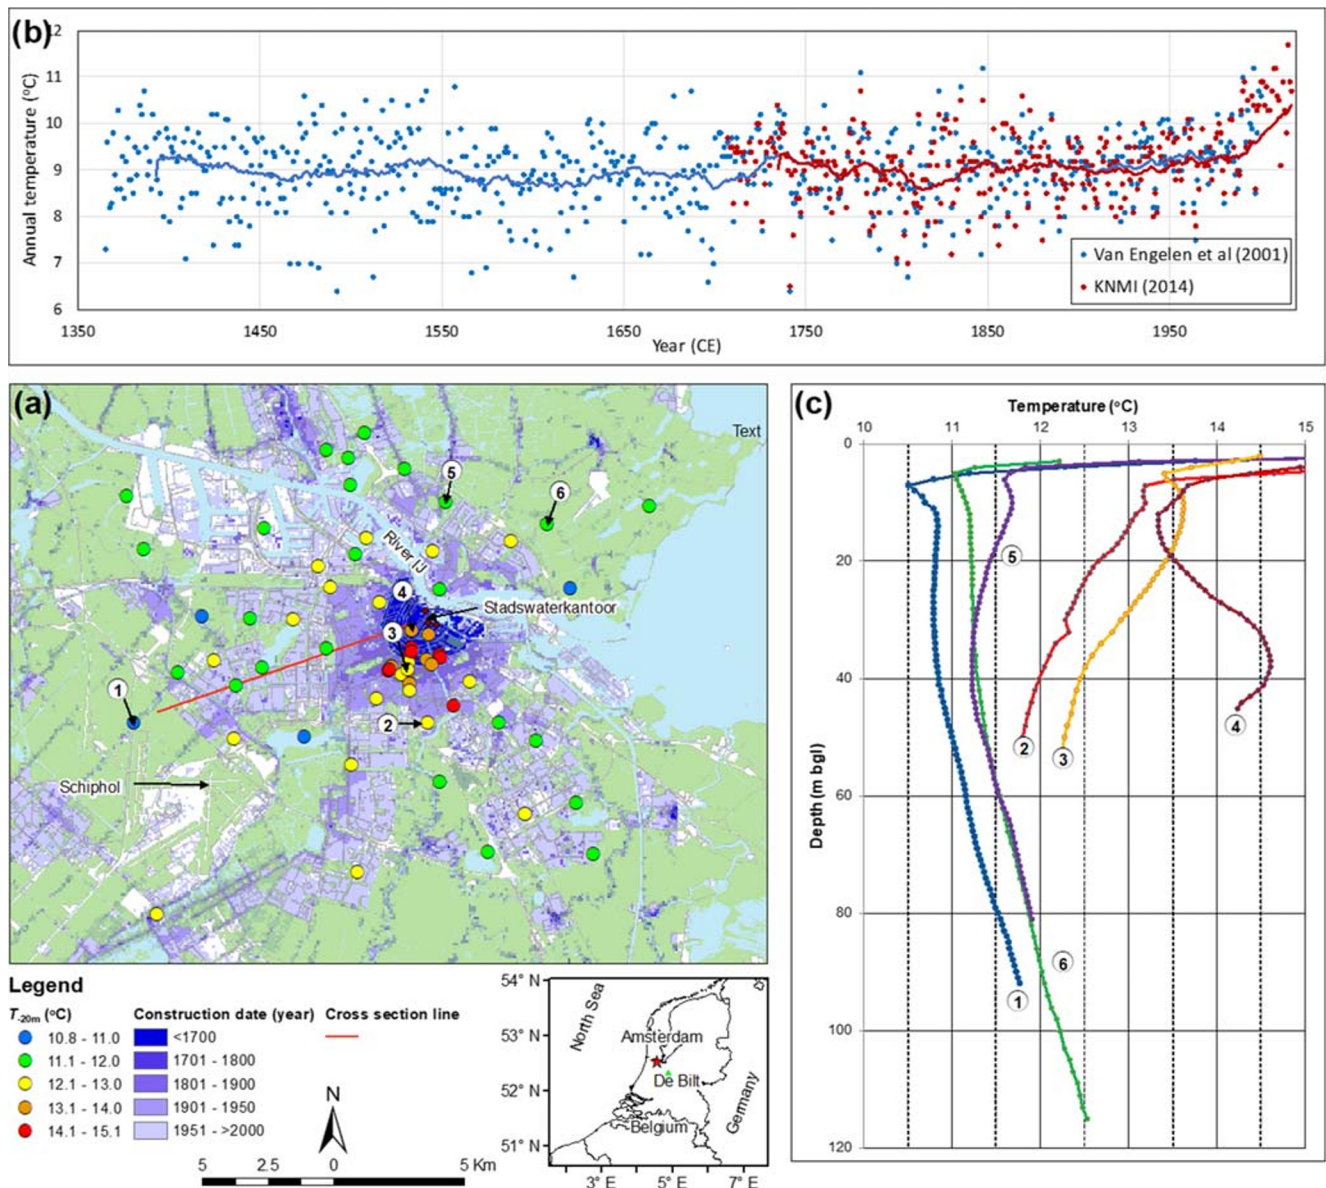 (b)
12
11
10
9
8
7
6
Annual temperature (°C)
1350
1450
1550
1650
1750
1850
1950
Year (CE)
Van Engelen et al (2001)
KNMI (2014)
(a)
Text
5
6
River IJ
4
Stadswaterkantoor
3
1
2
Schiphol
(c)
Temperature (°C)
10
11
12
13
14
15
0
20
40
60
80
100
120
Depth (m bgl)
5
4
2
3
6
1
Legend
T-20m (°C)
10.8 - 11.0
11.1 - 12.0
12.1 - 13.0
13.1 - 14.0
14.1 - 15.1
Construction date (year)
<1700
1701 - 1800
1801 - 1900
1901 - 1950
1951 - >2000
Cross section line
N
5 2.5 0 5 Km
54° N
53° N
52° N
51° N
North Sea
Amsterdam
De Bilt
Belgium
Germany
3° E 5° E 7° E